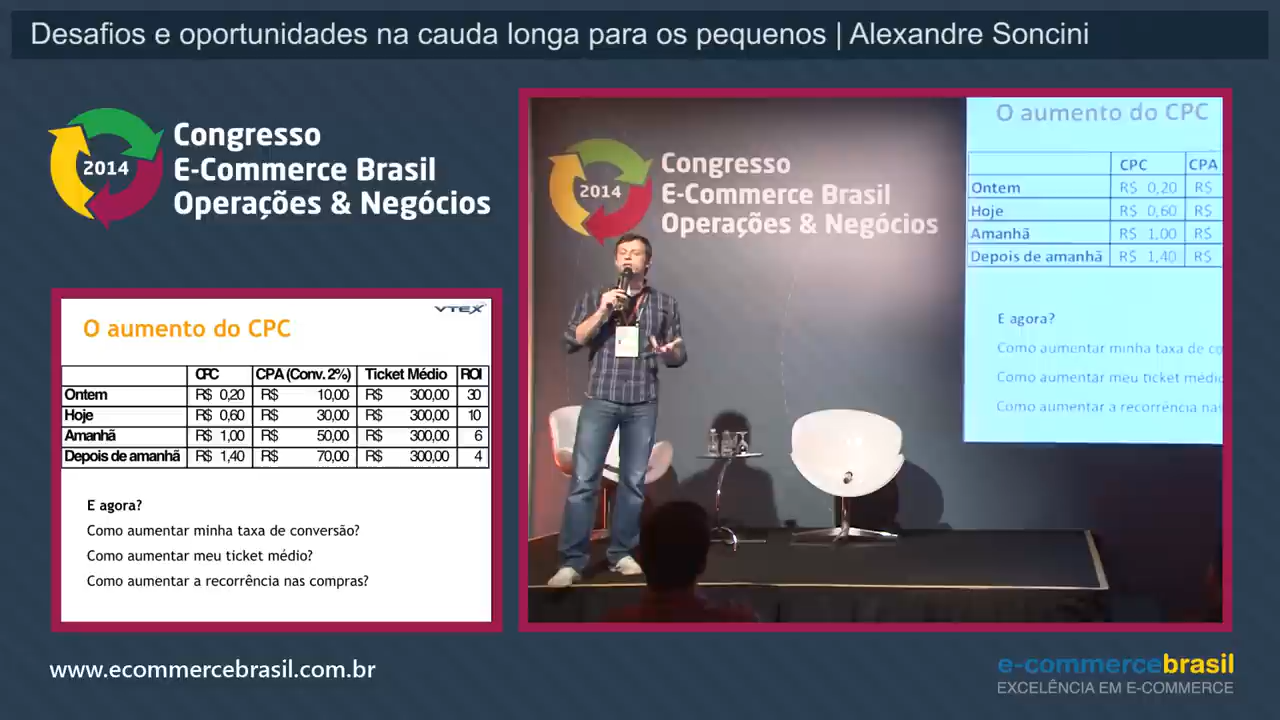 Desafios e oportunidades na cauda longa para os pequenos | Alexandre Soncini
2014
Congresso
E-Commerce Brasil
Operações & Negócios
VTEX
O aumento do CPC
CPC CPA (Conv. 2%) Ticket Médio ROI
Ontem R$ 0,20 R$ 10,00 R$ 300,00 30
Hoje R$ 0,60 R$ 30,00 R$ 300,00 10
Amanhã R$ 1,00 R$ 50,00 R$ 300,00 6
Depois de amanhã R$ 1,40 R$ 70,00 R$ 300,00 4
E agora?
Como aumentar minha taxa de conversão?
Como aumentar meu ticket médio?
Como aumentar a recorrência nas compras?
2014
Congresso
E-Commerce Brasil
Operações & Negócios
O aumento do CPC
CPC CPA
Ontem R$ 0,20 R$
Hoje R$ 0,60 R$
Amanhã R$ 1,00 R$
Depois de amanhã R$ 1,40 R$
E agora?
Como aumentar minha taxa de co
Como aumentar meu ticket médio
Como aumentar a recorrência nas
www.ecommercebrasil.com.br
e-commercebrasil
EXCELÊNCIA EM E-COMMERCE